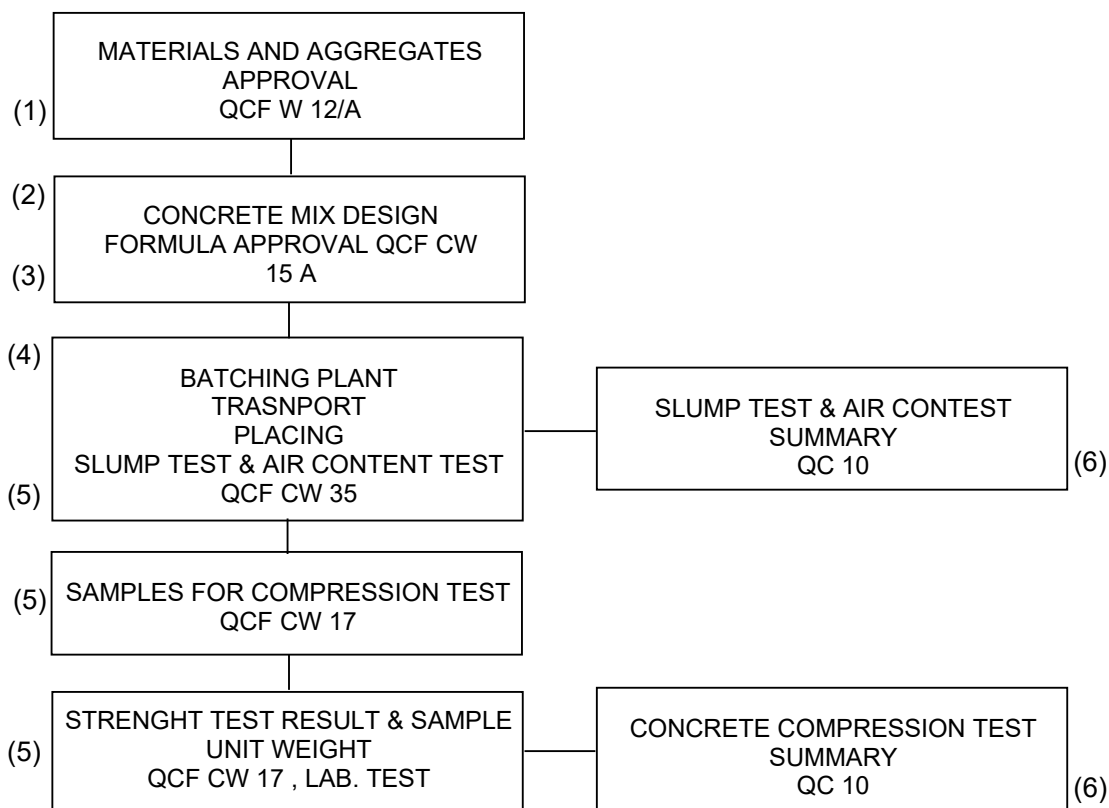 MATERIALS AND AGGREGATES
APPROVAL
QCF W 12/A
(1)
(2)
CONCRETE MIX DESIGN
FORMULA APPROVAL QCF CW
15 A
(3)
(4)
BATCHING PLANT
TRASNPORT
PLACING
SLUMP TEST & AIR CONTENT TEST
QCF CW 35
(5)
SLUMP TEST & AIR CONTEST
SUMMARY
QC 10
(6)
(5)
SAMPLES FOR COMPRESSION TEST
QCF CW 17
(5)
STRENGHT TEST RESULT & SAMPLE
UNIT WEIGHT
QCF CW 17 , LAB. TEST
CONCRETE COMPRESSION TEST
SUMMARY
QC 10
(6)